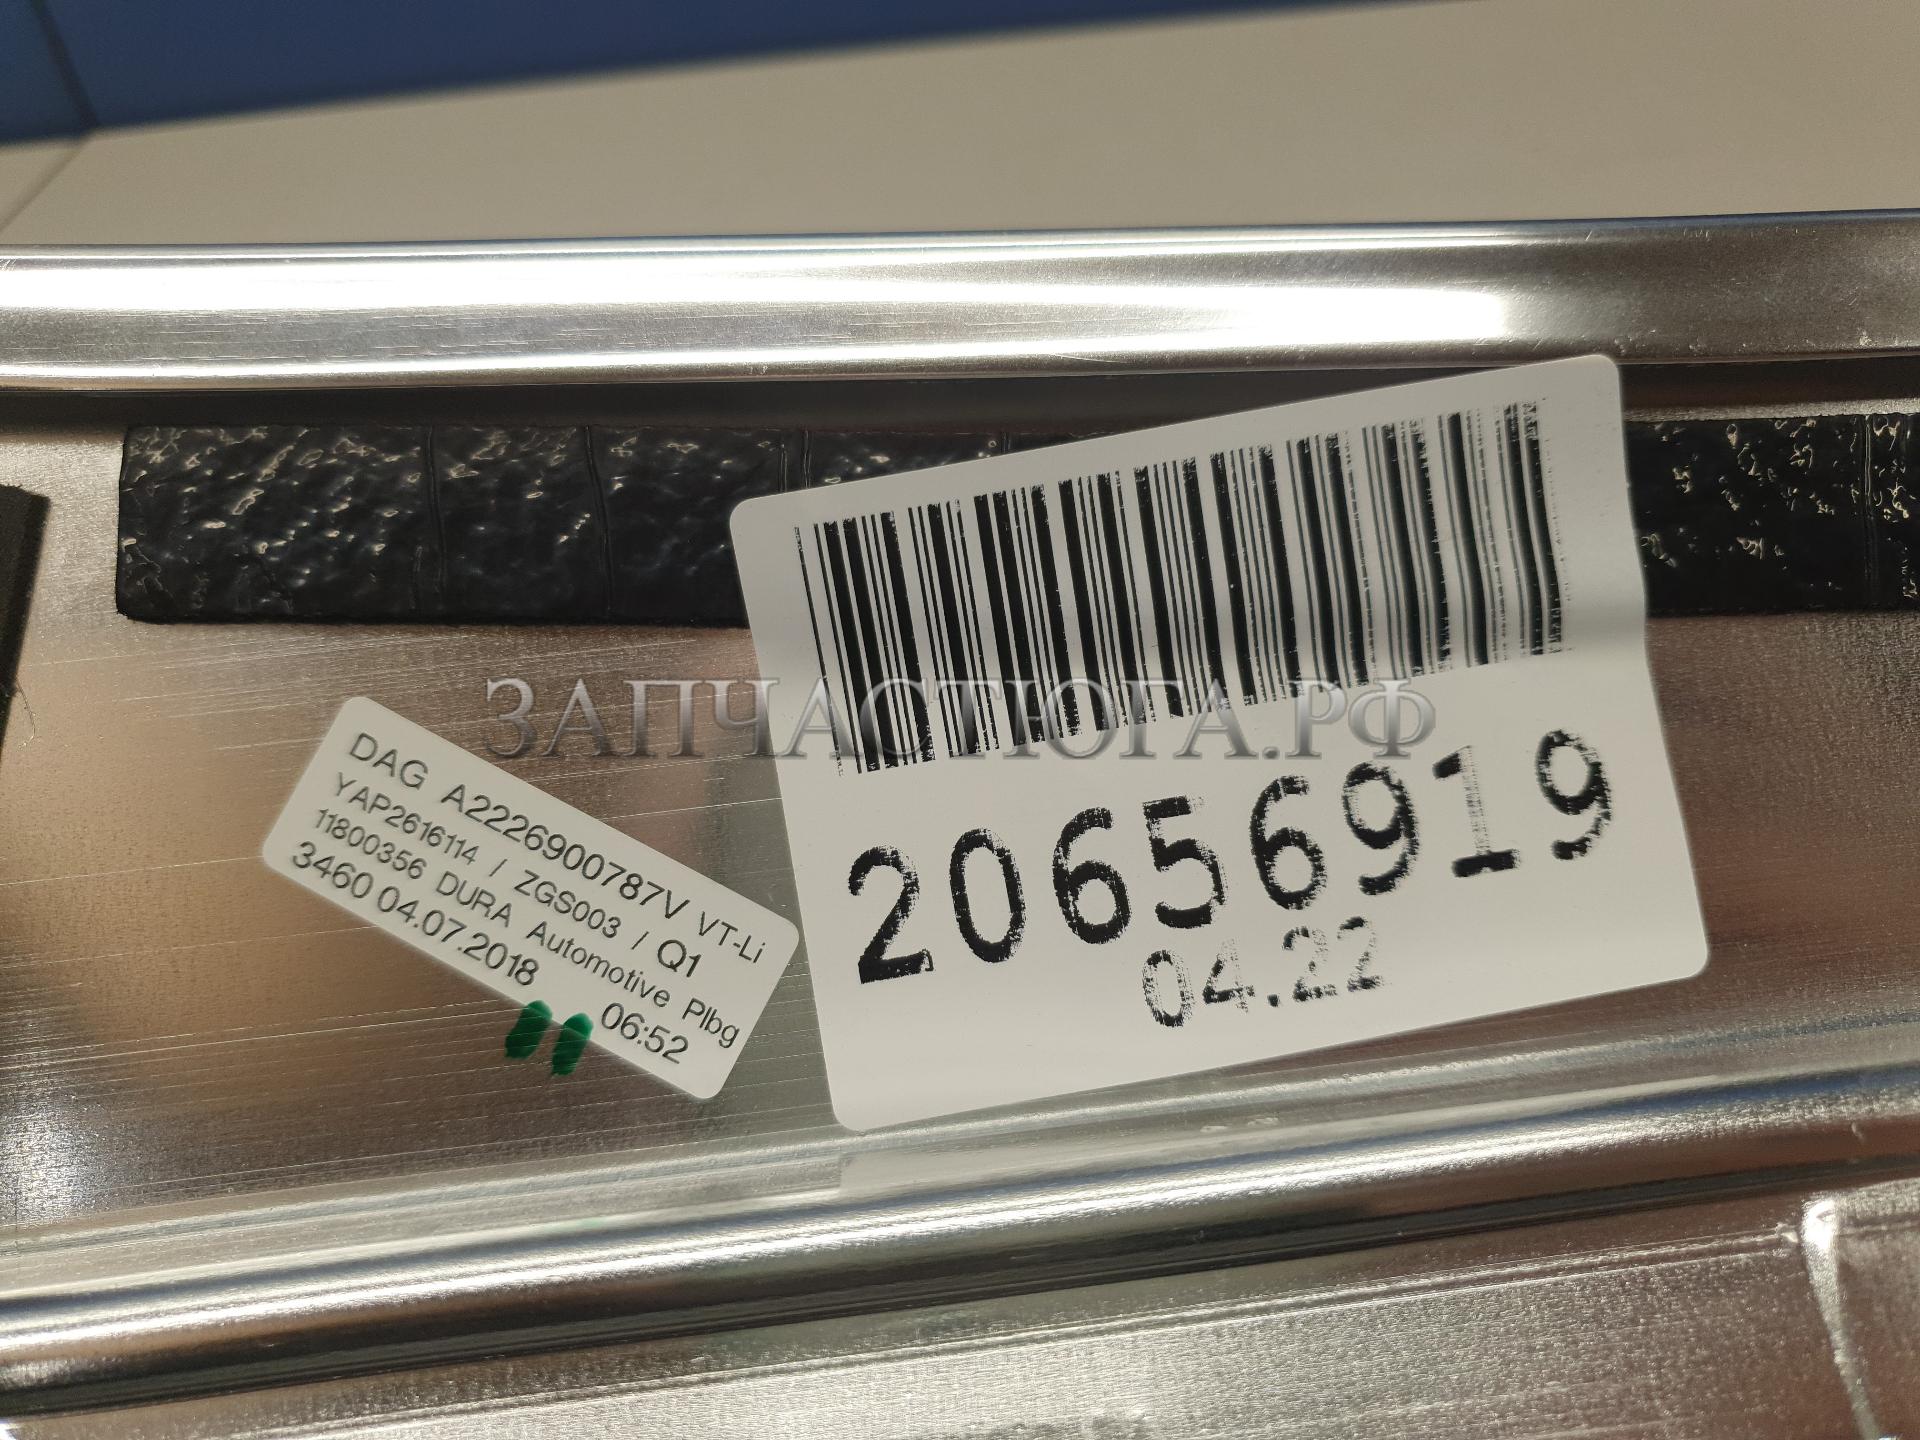 ЗАПЧАСТЮГА.РФ
DAG A2226900787V VT-Li
YAP2616114 / ZGS003 / Q1
11800356 DURA Automotive Plbg
3460 04.07.2018 06:52
20656919
04.22